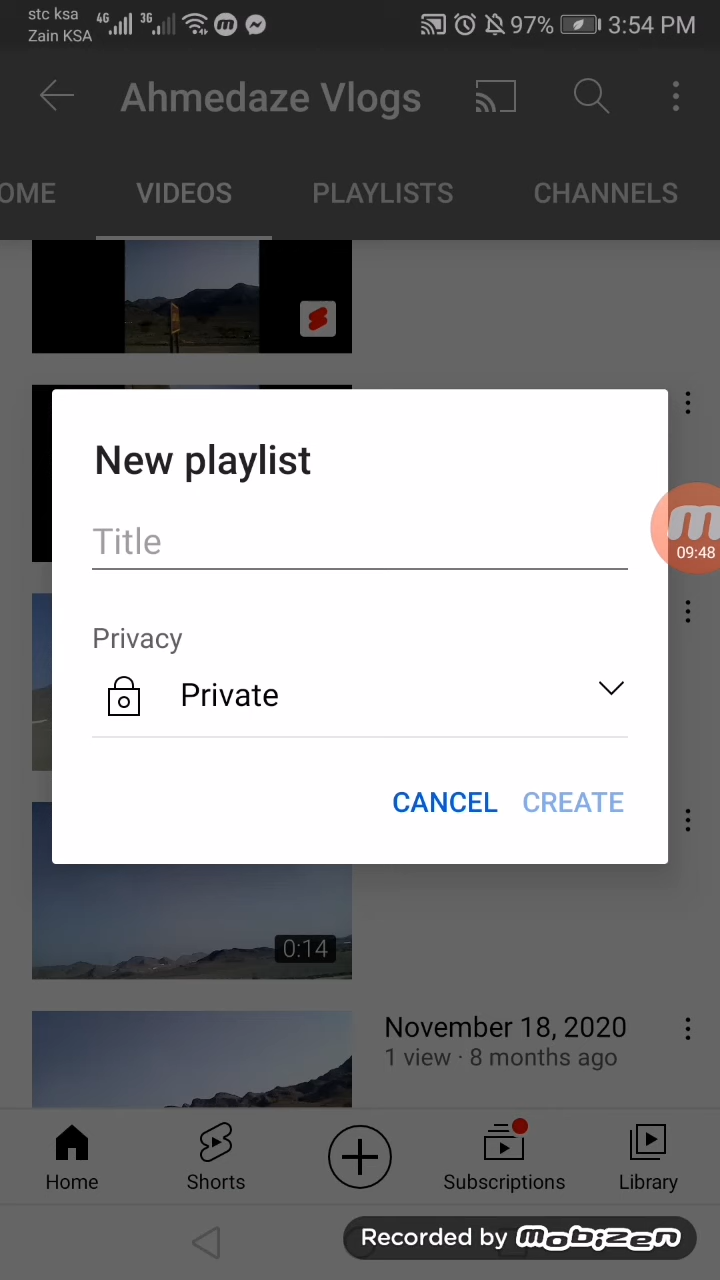 stc ksa
Zain KSA
4G
3G
97%
3:54 PM
Ahmedaze Vlogs
OME
VIDEOS
PLAYLISTS
CHANNELS
New playlist
Title
09:48
Privacy
Private
CANCEL
CREATE
0:14
November 18, 2020
1 view · 8 months ago
Home
Shorts
Subscriptions
Library
Recorded by mobizen